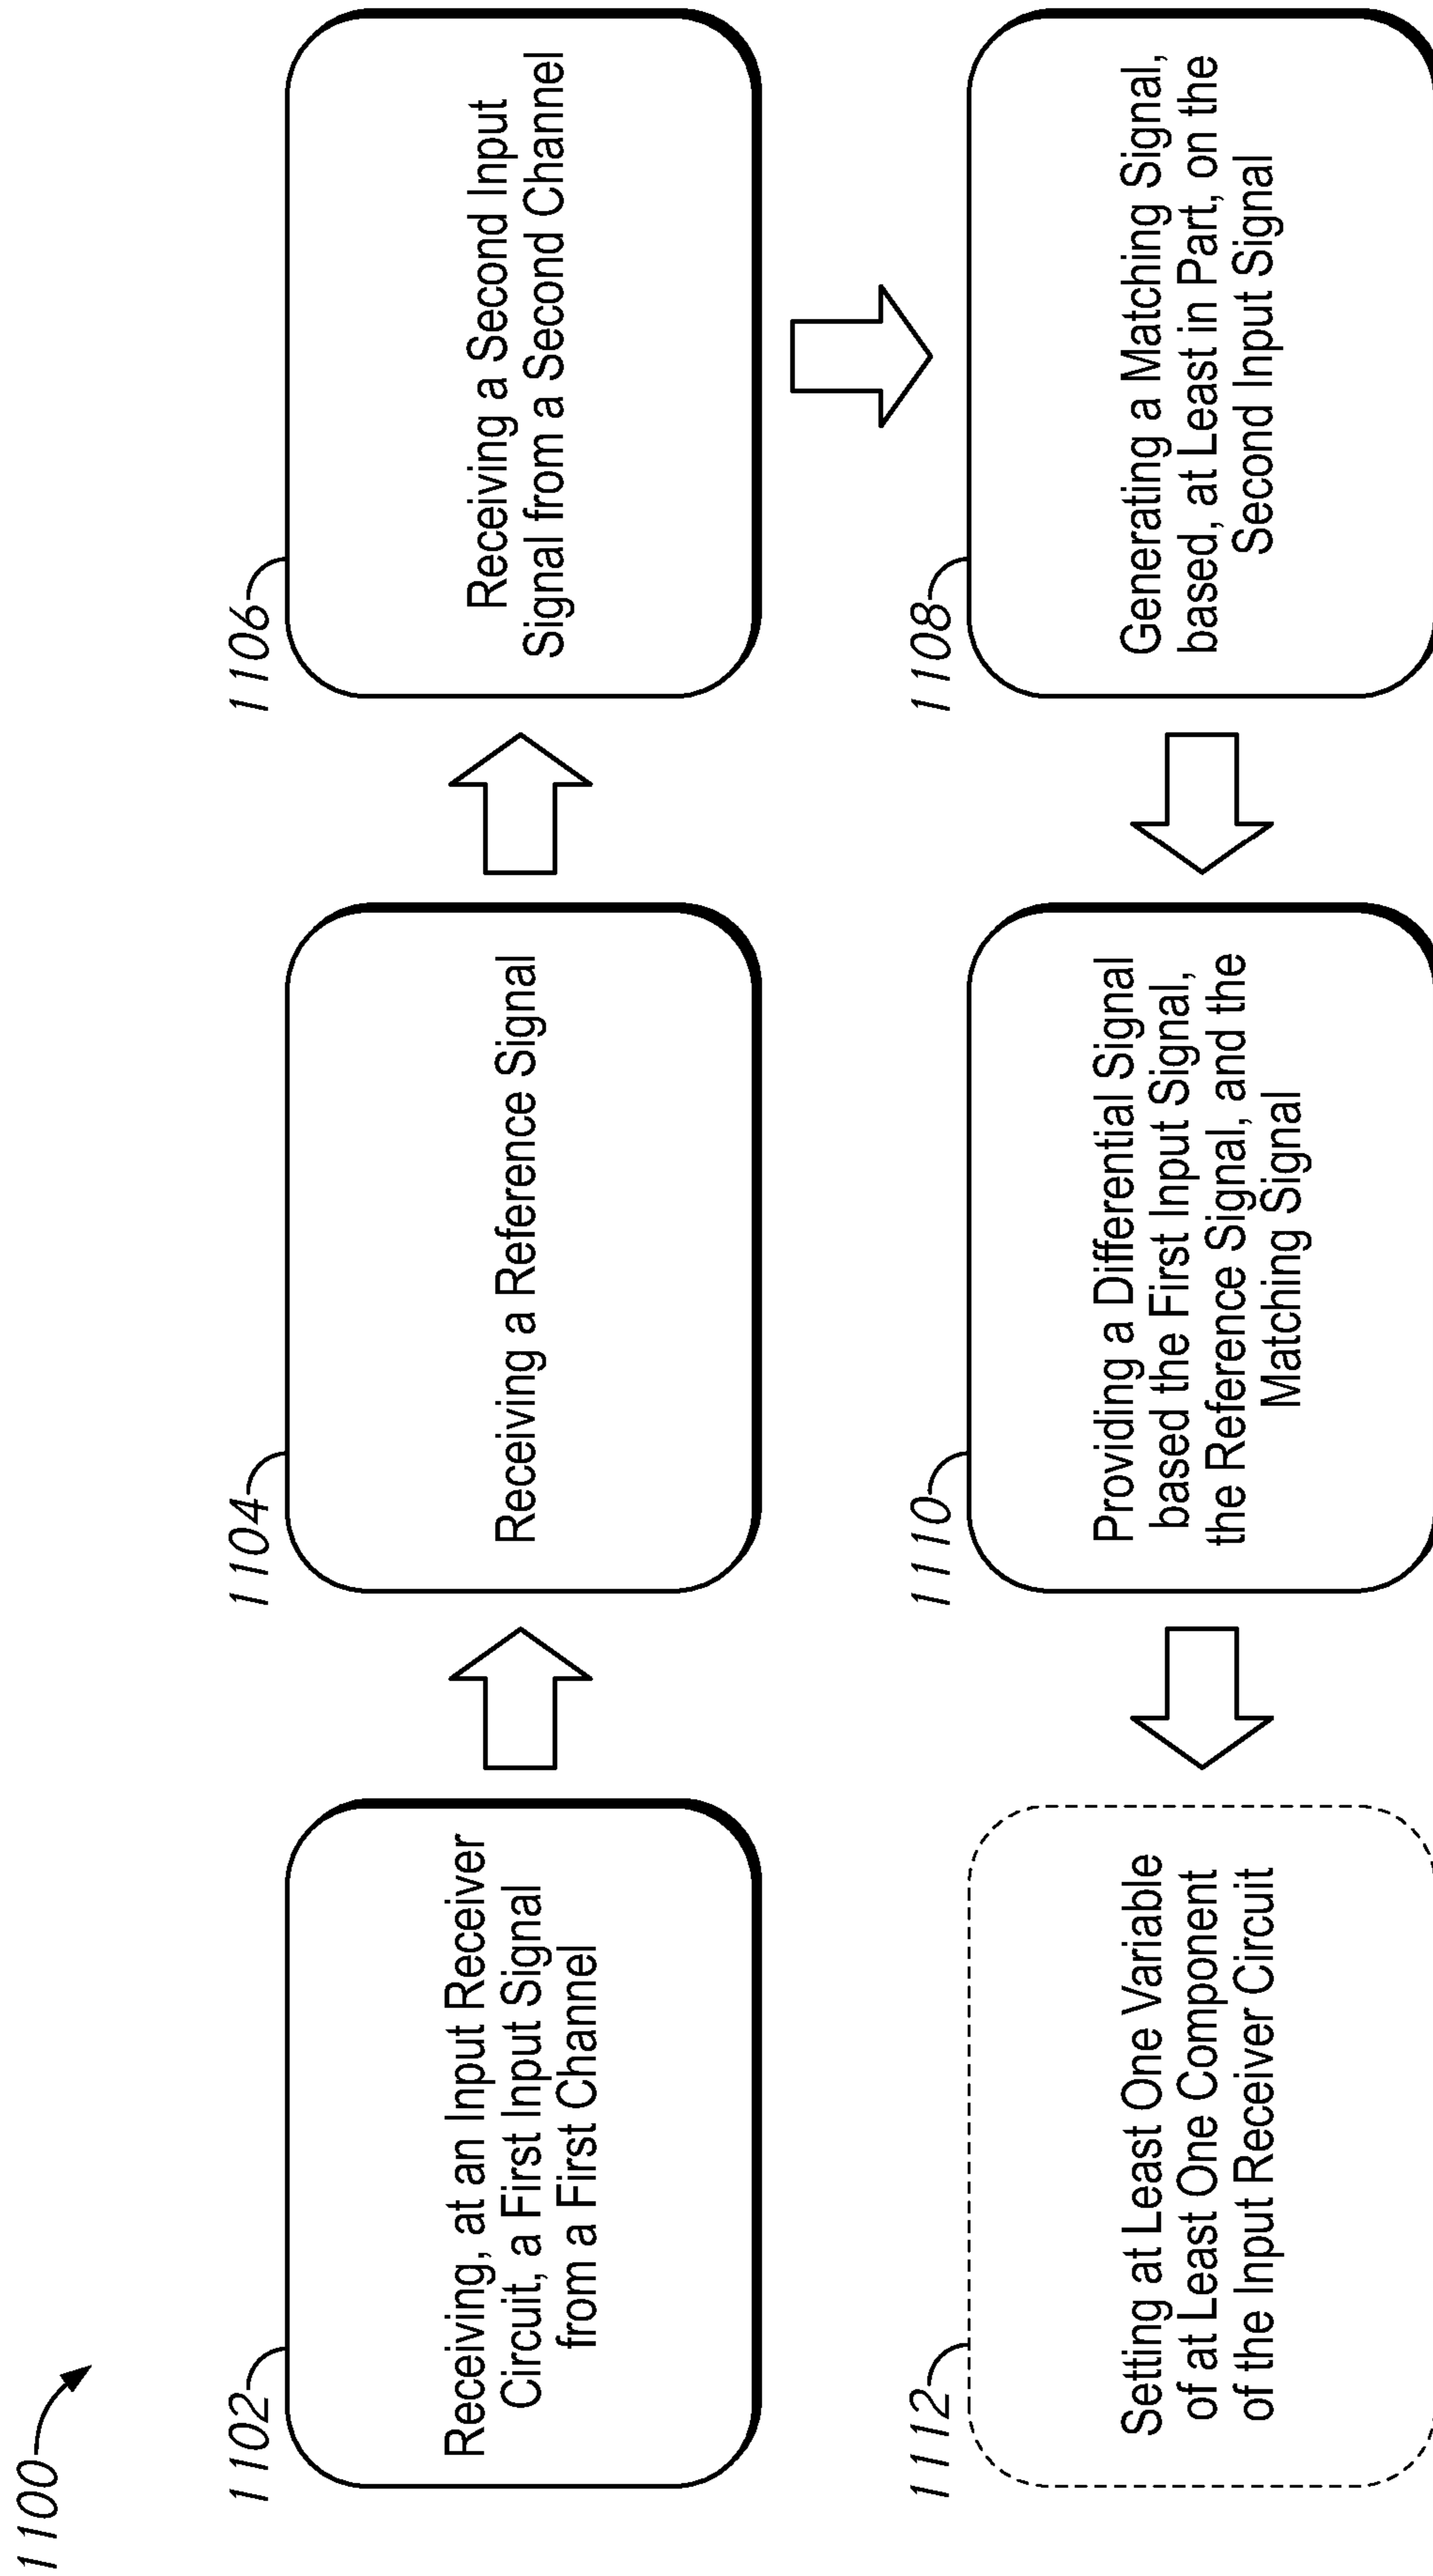 1100
1102
Receiving, at an Input Receiver
Circuit, a First Input Signal
from a First Channel
1104
Receiving a Reference Signal
1106
Receiving a Second Input
Signal from a Second Channel
1108
Generating a Matching Signal,
based, at Least in Part, on the
Second Input Signal
1110
Providing a Differential Signal
based the First Input Signal,
the Reference Signal, and the
Matching Signal
1112
Setting at Least One Variable
of at Least One Component
of the Input Receiver Circuit